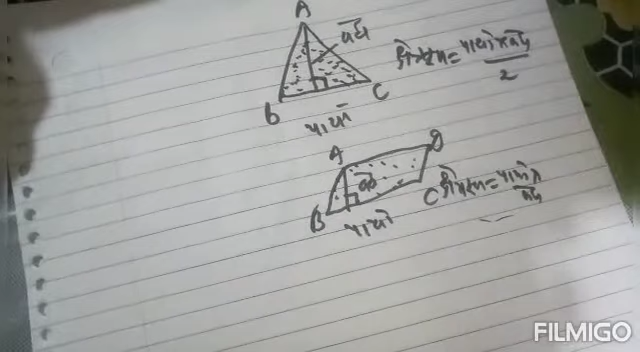 A
વેધ
B
C
પાયો
ક્ષેત્રફળ = પાયો × વેધ
2
A
D
વેધ
B
C
પાયો
ક્ષેત્રફળ = પાયો ×
વેધ
FILMIGO